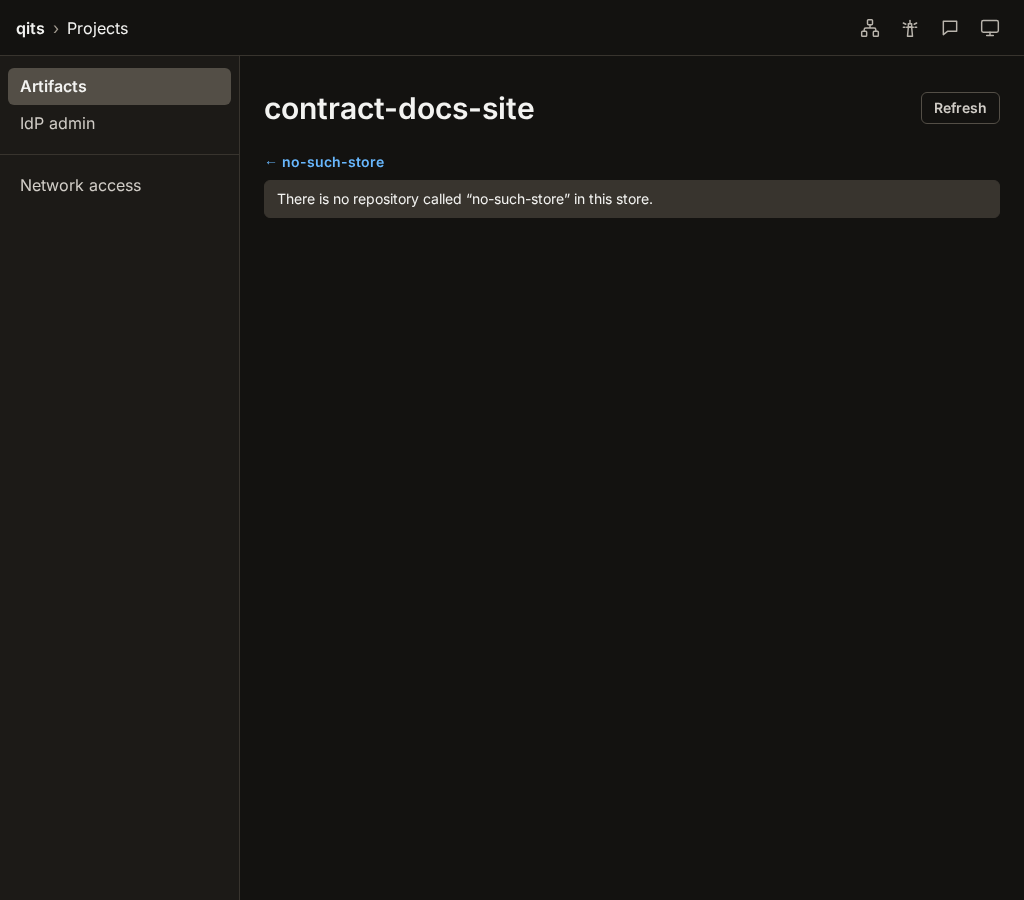 qits › Projects
Artifacts
IdP admin
Network access
contract-docs-site
Refresh
← no-such-store
There is no repository called “no-such-store” in this store.